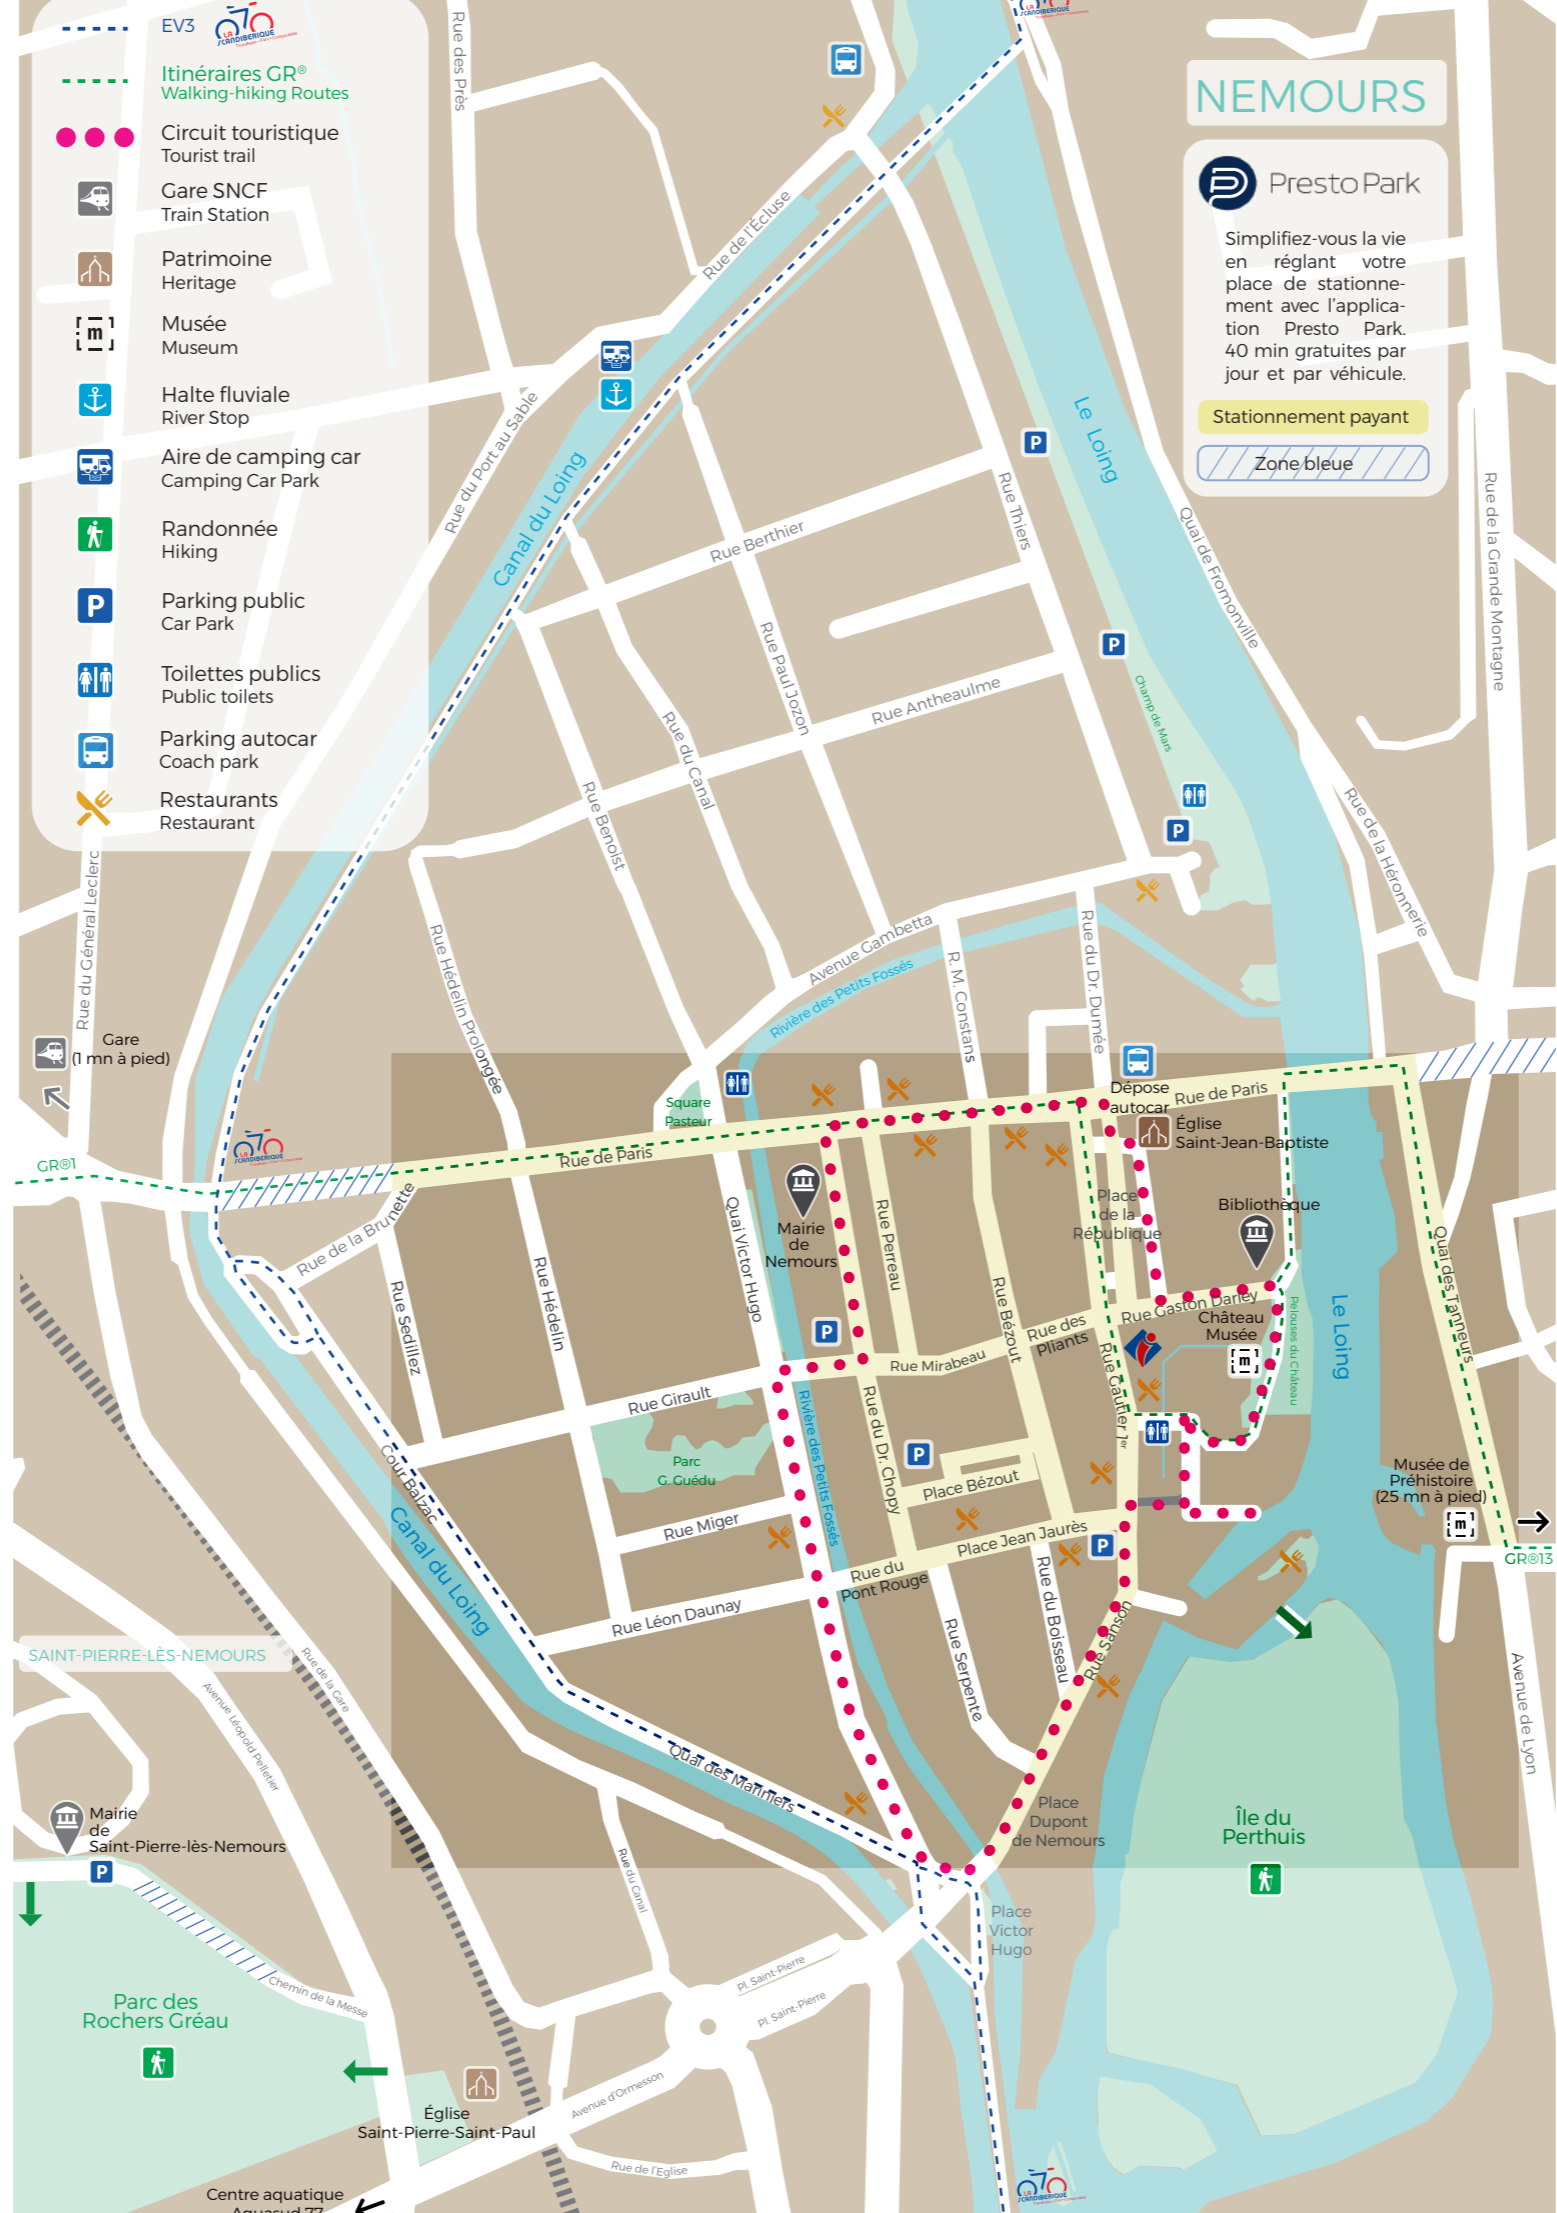 EV3
LA
SCANDIBERIQUE
Itinéraires GR®
Walking-hiking Routes
Circuit touristique
Tourist trail
Gare SNCF
Train Station
Patrimoine
Heritage
m
Musée
Museum
Halte fluviale
River Stop
Aire de camping car
Camping Car Park
Randonnée
Hiking
P
Parking public
Car Park
Toilettes publics
Public toilets
Parking autocar
Coach park
Restaurants
Restaurant
NEMOURS
Presto Park
Simplifiez-vous la vie
en réglant votre
place de stationne-
ment avec l'applica-
tion Presto Park.
40 min gratuites par
jour et par véhicule.
Stationnement payant
Zone bleue
Rue des Près
Rue de l'Écluse
Rue du Port au Sable
Canal du Loing
Le Loing
P
Rue Thiers
Rue Berthier
Quai de Fromonville
Rue de la Grande Montagne
Rue Paul Jozon
P
Rue Antheaulme
Champ de Mars
Rue du Canal
Rue Benoist
P
Rue de la Héronnerie
Rue du Général Leclerc
Rue Hédelin Prolongée
Avenue Gambetta
Rivière des Petits Fossés
R. M. Constans
Rue du Dr. Dumée
Gare
(1 mn à pied)
Square
Pasteur
Dépose
autocar
Rue de Paris
Église
Saint-Jean-Baptiste
LA
SCANDIBERIQUE
GR®1
Rue de Paris
Rue de la Brunette
Quai Victor Hugo
Mairie
de
Nemours
Rue Perreau
Place
de la
République
Bibliothèque
Quai des Tanneurs
Rue Sedillez
Rue Hédelin
P
Rue Bézout
Rue des
Pliants
Rue Gaston Darley
Château
Musée
m
Pelouses du Château
Le Loing
Rue Mirabeau
Rue Gautier 1er
Rue Girault
Rivière des Petits Fossés
Rue du Dr. Chopy
Parc
G. Guédu
P
Place Bézout
Cour Balzac
Canal du Loing
Rue Miger
Place Jean Jaurès
P
Musée de
Préhistoire
(25 mn à pied)
m
GR®13
Rue du
Pont Rouge
Rue Léon Daunay
Rue du Boisseau
Rue Serpente
Rue Sanson
SAINT-PIERRE-LÈS-NEMOURS
Rue de la Gare
Avenue Léopold Pelletier
Avenue de Lyon
Quai des Mariniers
Place
Dupont
de Nemours
Île du
Perthuis
Mairie
de
Saint-Pierre-lès-Nemours
P
Rue du Canal
Place
Victor
Hugo
Pl. Saint-Pierre
Pl. Saint-Pierre
Chemin de la Messe
Parc des
Rochers Gréau
Avenue d'Ormesson
Église
Saint-Pierre-Saint-Paul
Rue de l'Eglise
LA
SCANDIBERIQUE
Centre aquatique
Aquasud 77